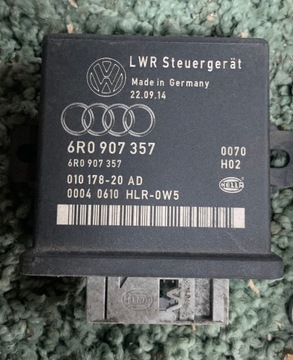 LWR Steuergerät
Made in Germany
22.09.14
6R0 907 357 0070
6R0 907 357 H02
010 178-20 AD
0004 0610 HLR-0W5
HELLA
HELLA